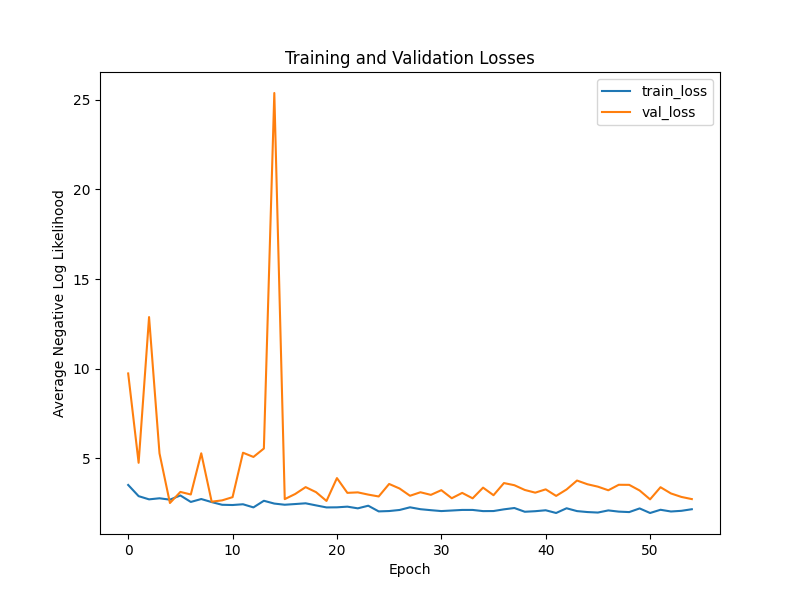 Training and Validation Losses
train_loss
val_loss
Average Negative Log Likelihood
25
20
15
10
5
0
10
20
30
40
50
Epoch